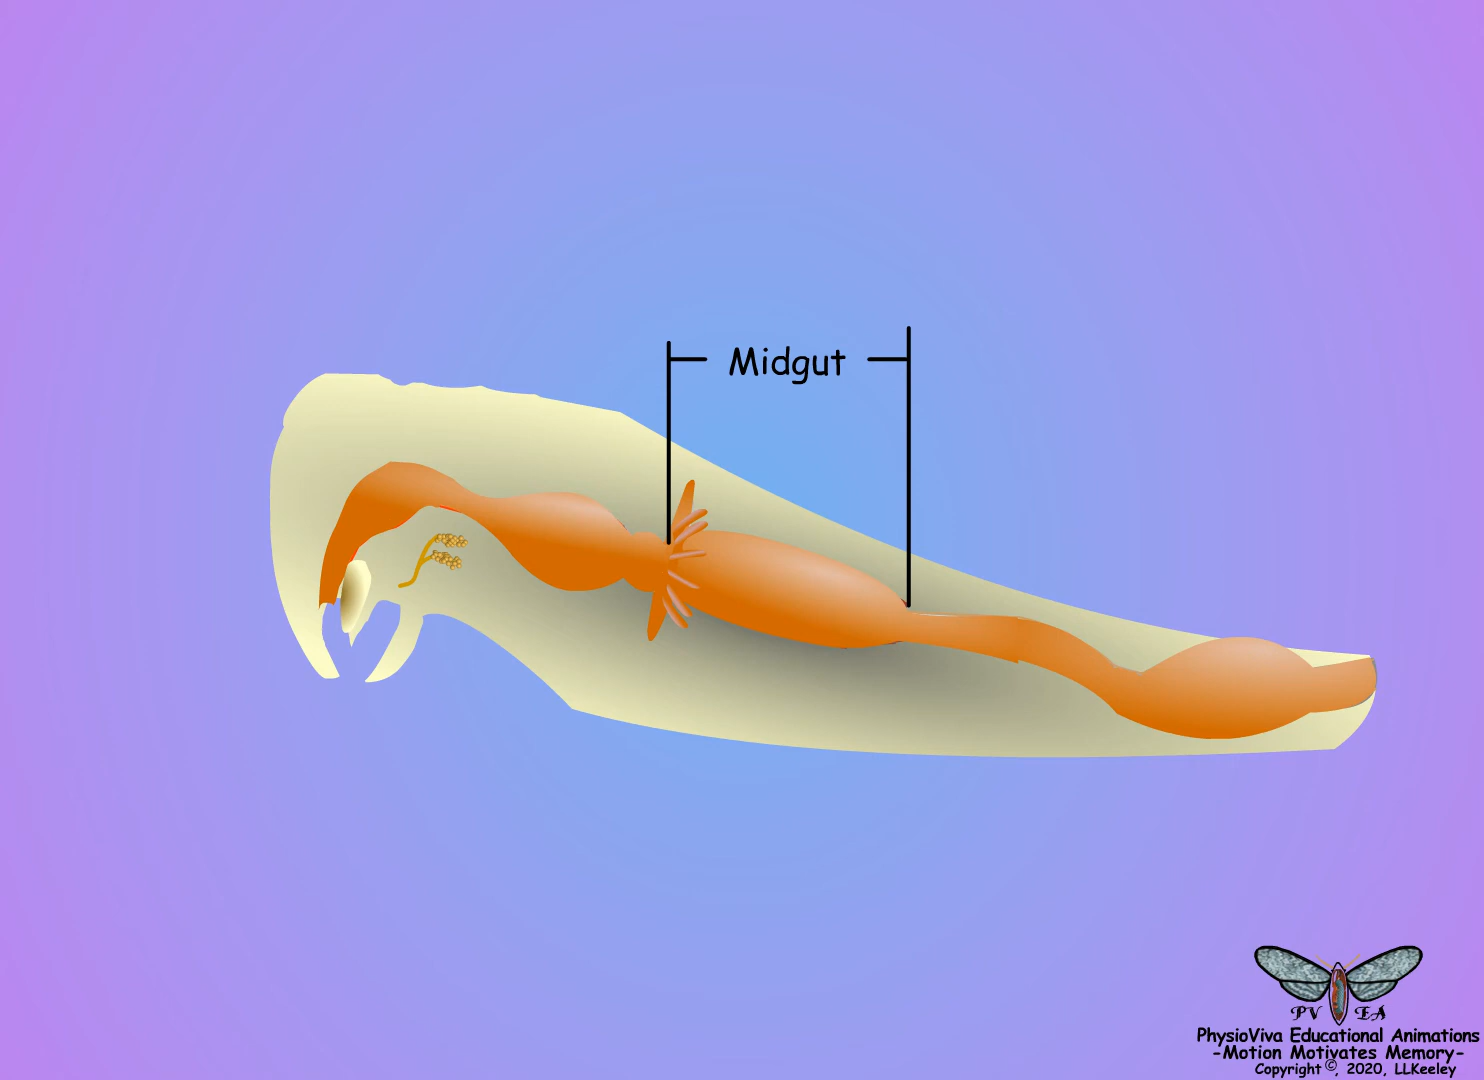 Midgut
PV EA
PhysioViva Educational Animations
-Motion Motivates Memory-
Copyright©, 2020, LLKeeley